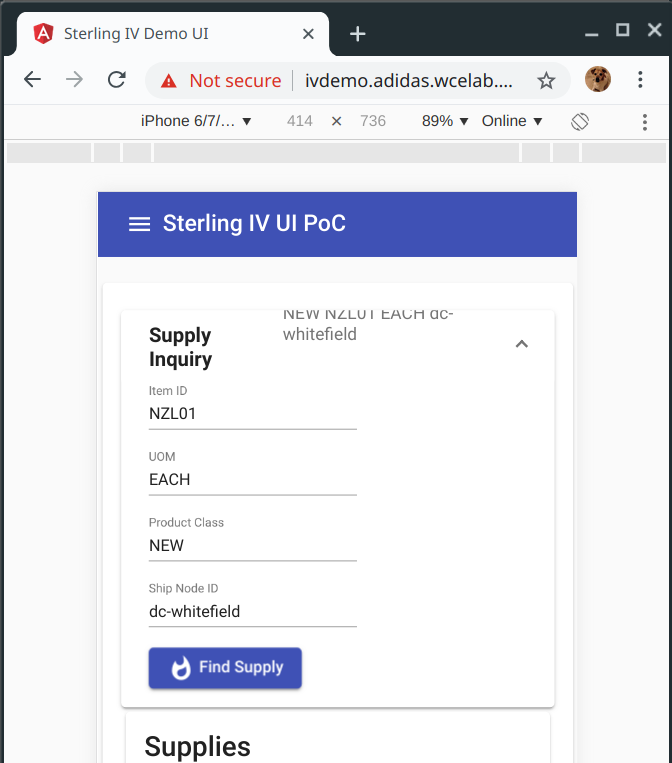 Sterling IV Demo UI
Not secure ivdemo.adidas.wcelab....
iPhone 6/7/... 414 × 736 89% Online
Sterling IV UI PoC
Supply
Inquiry
NEW NZL01 EACH dc-
whitefield
Item ID
NZL01
UOM
EACH
Product Class
NEW
Ship Node ID
dc-whitefield
Find Supply
Supplies